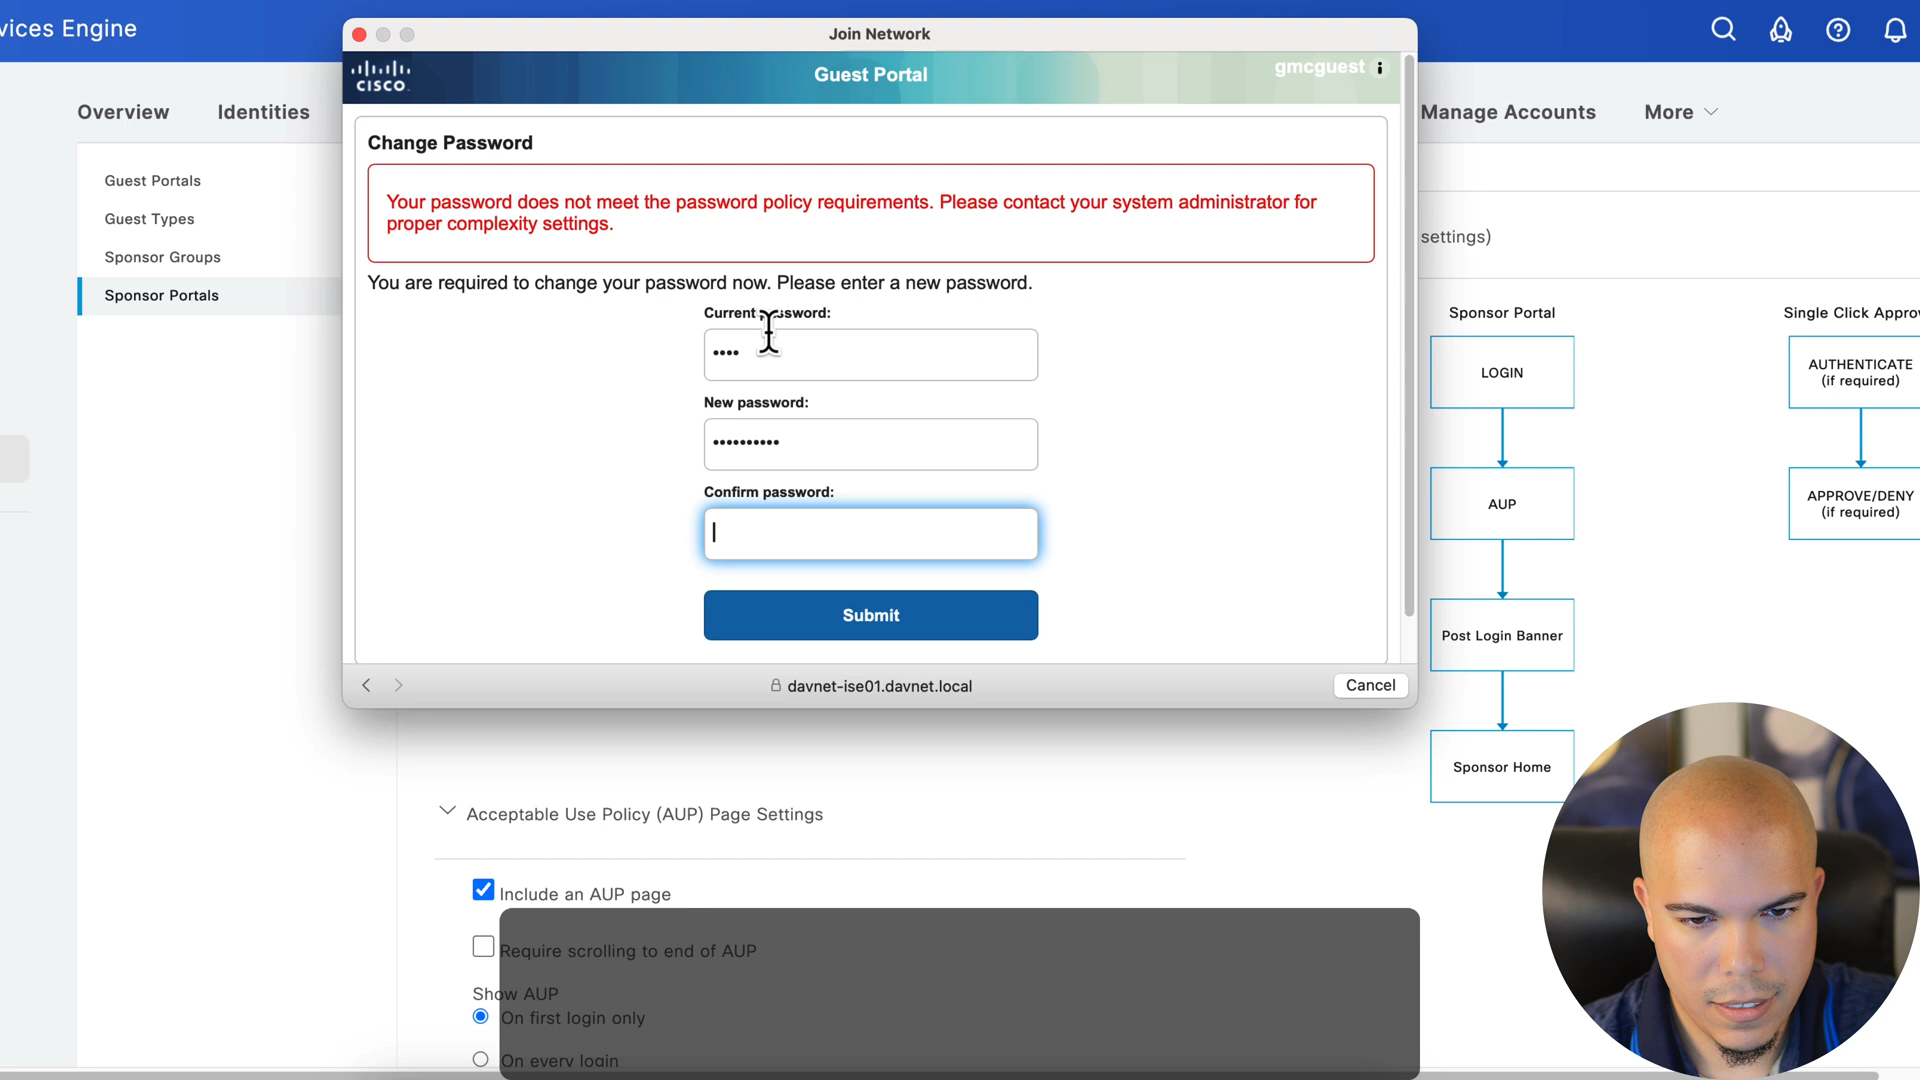 vices Engine
Join Network
CISCO
Guest Portal
gmcguest
Overview
Identities
Manage Accounts
More
Guest Portals
Guest Types
Sponsor Groups
Sponsor Portals
Change Password
Your password does not meet the password policy requirements. Please contact your system administrator for
proper complexity settings.
You are required to change your password now. Please enter a new password.
Current password:
New password:
Confirm password:
Submit
davnet-ise01.davnet.local
Cancel
settings)
Sponsor Portal
LOGIN
AUP
Post Login Banner
Sponsor Home
Single Click Appro
AUTHENTICATE
(if required)
APPROVE/DENY
(if required)
Acceptable Use Policy (AUP) Page Settings
Include an AUP page
Require scrolling to end of AUP
Show AUP
On first login only
On every login